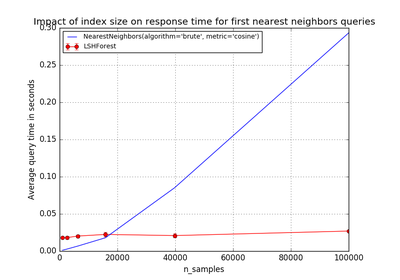 Impact of index size on response time for first nearest neighbors queries
NearestNeighbors(algorithm='brute', metric='cosine')
LSHForest
Average query time in seconds
0.30
0.25
0.20
0.15
0.10
0.05
0.00
0
20000
40000
60000
80000
100000
n_samples